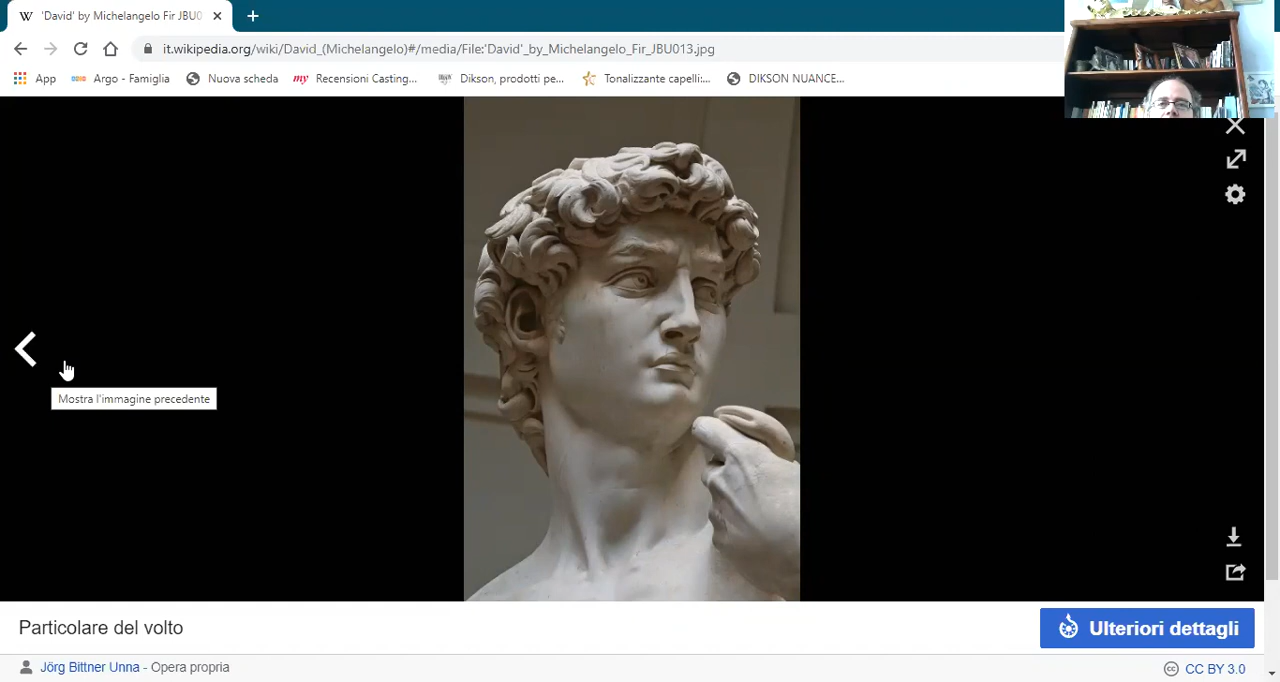 'David' by Michelangelo Fir JBU0
it.wikipedia.org/wiki/David_(Michelangelo)#/media/File:'David'_by_Michelangelo_Fir_JBU013.jpg
App Argo - Famiglia Nuova scheda my Recensioni Casting... Dikson, prodotti pe... Tonalizzante capelli:... DIKSON NUANCE...
Mostra l'immagine precedente
Particolare del volto
Ulteriori dettagli
Jörg Bittner Unna - Opera propria
cc CC BY 3.0